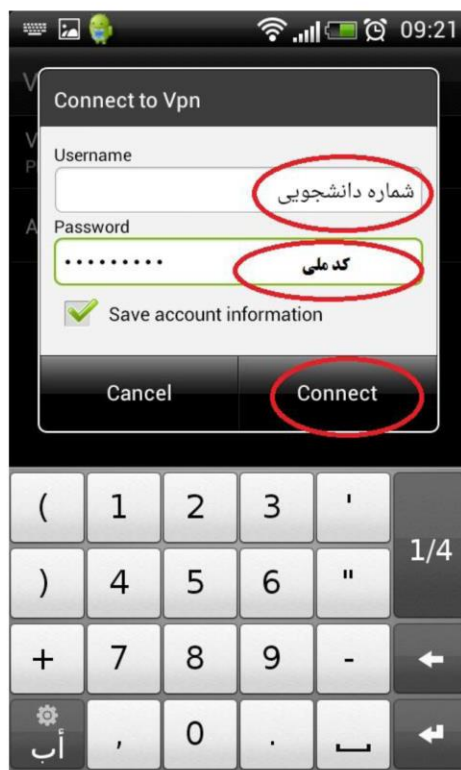 09:21
Connect to Vpn
Username
شماره دانشجویی
Password
••••••••• کد ملی
Save account information
Cancel Connect
( 1 2 3 ' 1/4
) 4 5 6 "
+ 7 8 9 -
أب , 0 .